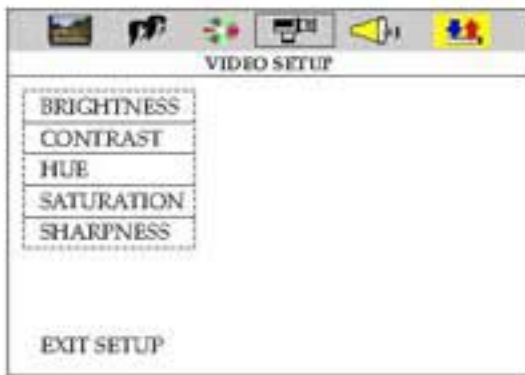 VIDEO SETUP
BRIGHTNESS
CONTRAST
HUE
SATURATION
SHARPNESS
EXIT SETUP